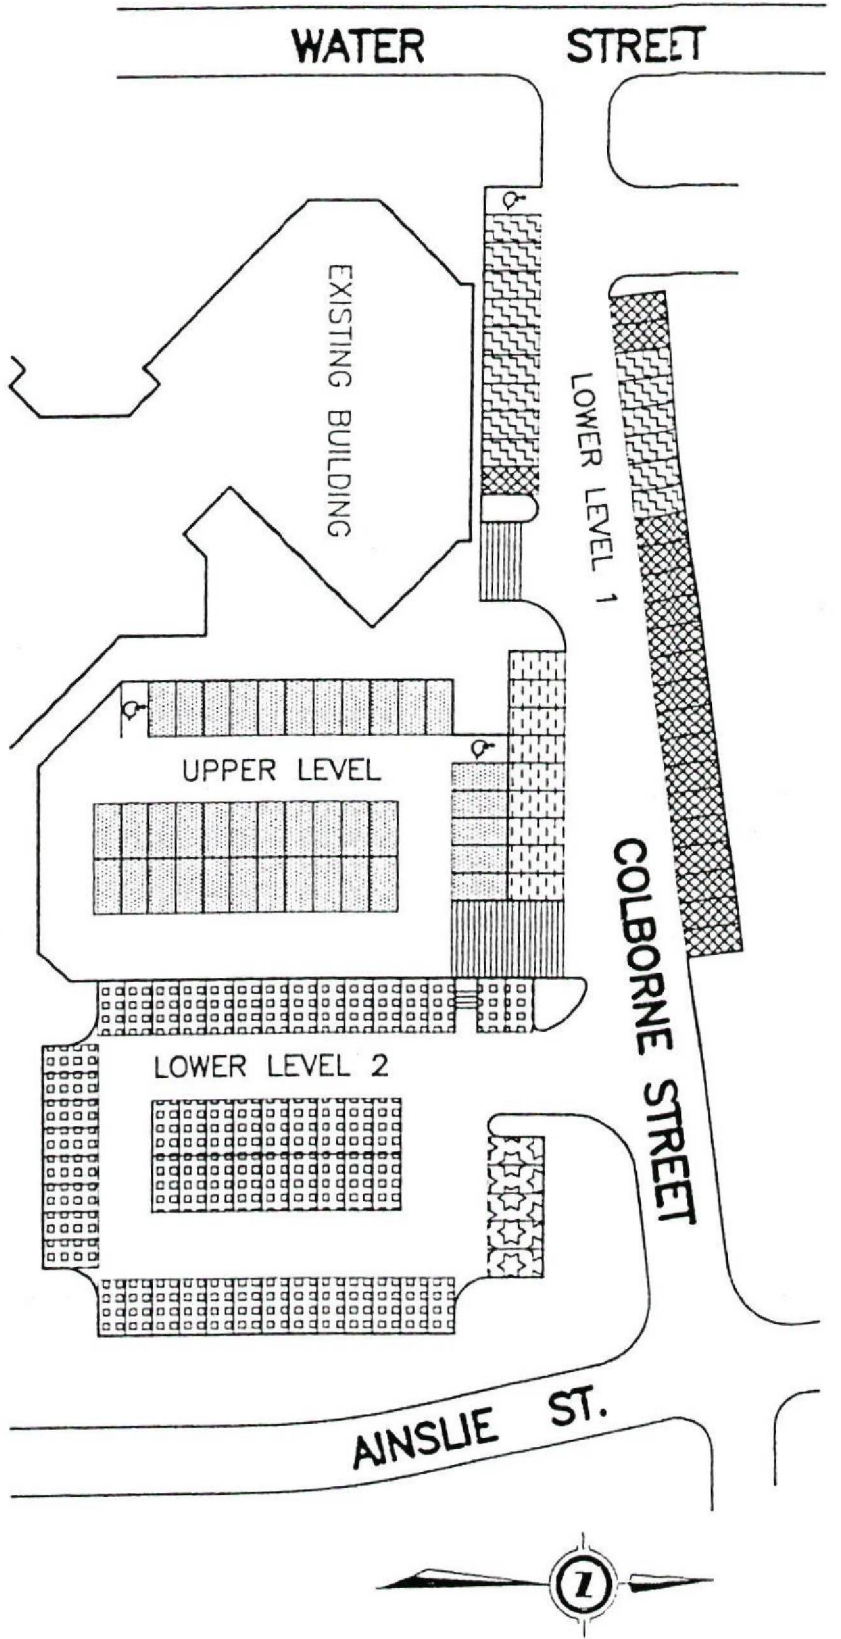 WATER STREET
EXISTING BUILDING
LOWER LEVEL 1
UPPER LEVEL
COLBORNE STREET
LOWER LEVEL 2
AINSLIE ST.
N